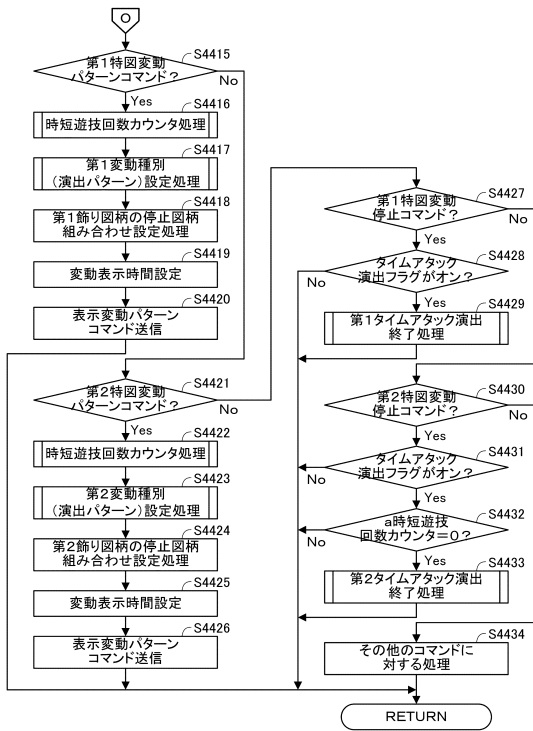 O
第1特図変動
パターンコマンド？
S4415
No
Yes
S4416
時短遊技回数カウンタ処理
S4417
第1変動種別
（演出パターン）設定処理
S4418
第1飾り図柄の停止図柄
組み合わせ設定処理
S4419
変動表示時間設定
S4420
表示変動パターン
コマンド送信
S4421
第2特図変動
パターンコマンド？
No
Yes
S4422
時短遊技回数カウンタ処理
S4423
第2変動種別
（演出パターン）設定処理
S4424
第2飾り図柄の停止図柄
組み合わせ設定処理
S4425
変動表示時間設定
S4426
表示変動パターン
コマンド送信
S4427
第1特図変動
停止コマンド？
No
Yes
S4428
タイムアタック
演出フラグがオン？
No
Yes
S4429
第1タイムアタック演出
終了処理
S4430
第2特図変動
停止コマンド？
No
Yes
S4431
タイムアタック
演出フラグがオン？
No
Yes
S4432
a時短遊技
回数カウンタ＝0？
No
Yes
S4433
第2タイムアタック演出
終了処理
S4434
その他のコマンドに
対する処理
RETURN